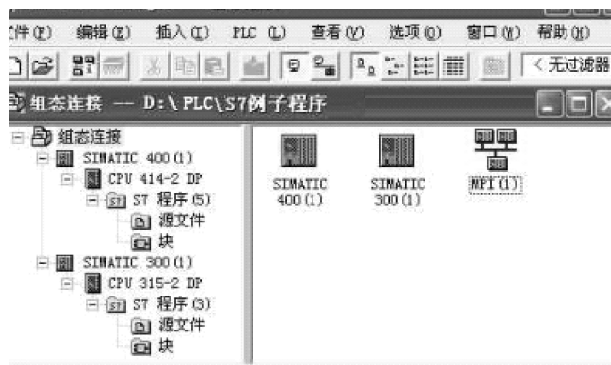 件(F) 编辑(E) 插入(I) PLC (L) 查看(V) 选项(O) 窗口(W) 帮助(H)
< 无过滤器
组态连接 -- D:\PLC\S7例子程序
组态连接
SIMATIC 400(1)
CPU 414-2 DP
S7 程序(5)
源文件
块
SIMATIC 300(1)
CPU 315-2 DP
S7 程序(3)
源文件
块
SIMATIC
400(1)
SIMATIC
300(1)
MPI(1)